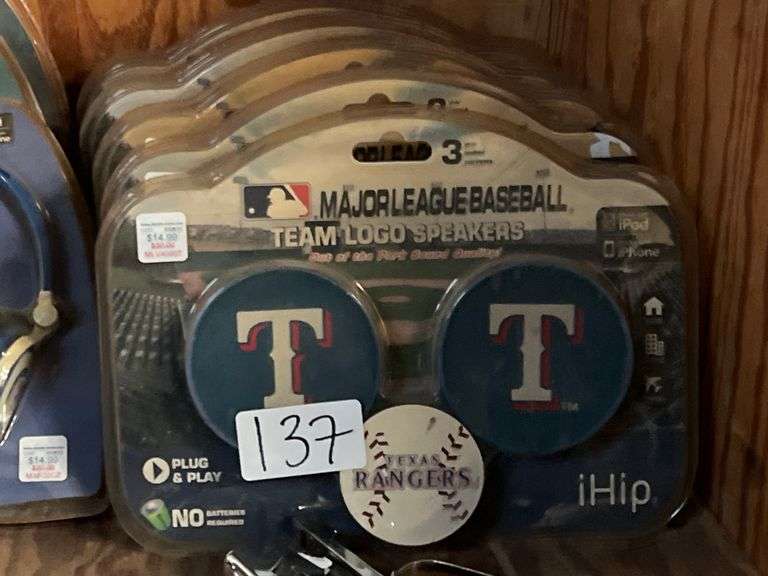 3
MAJOR LEAGUE BASEBALL
TEAM LOGO SPEAKERS
Out of the Park Sound Quality!
$14.99
iPod
iPhone
T T
TM
137
PLUG
& PLAY
NO BATTERIES
REQUIRED
TEXAS
RANGERS
iHip
$14.99